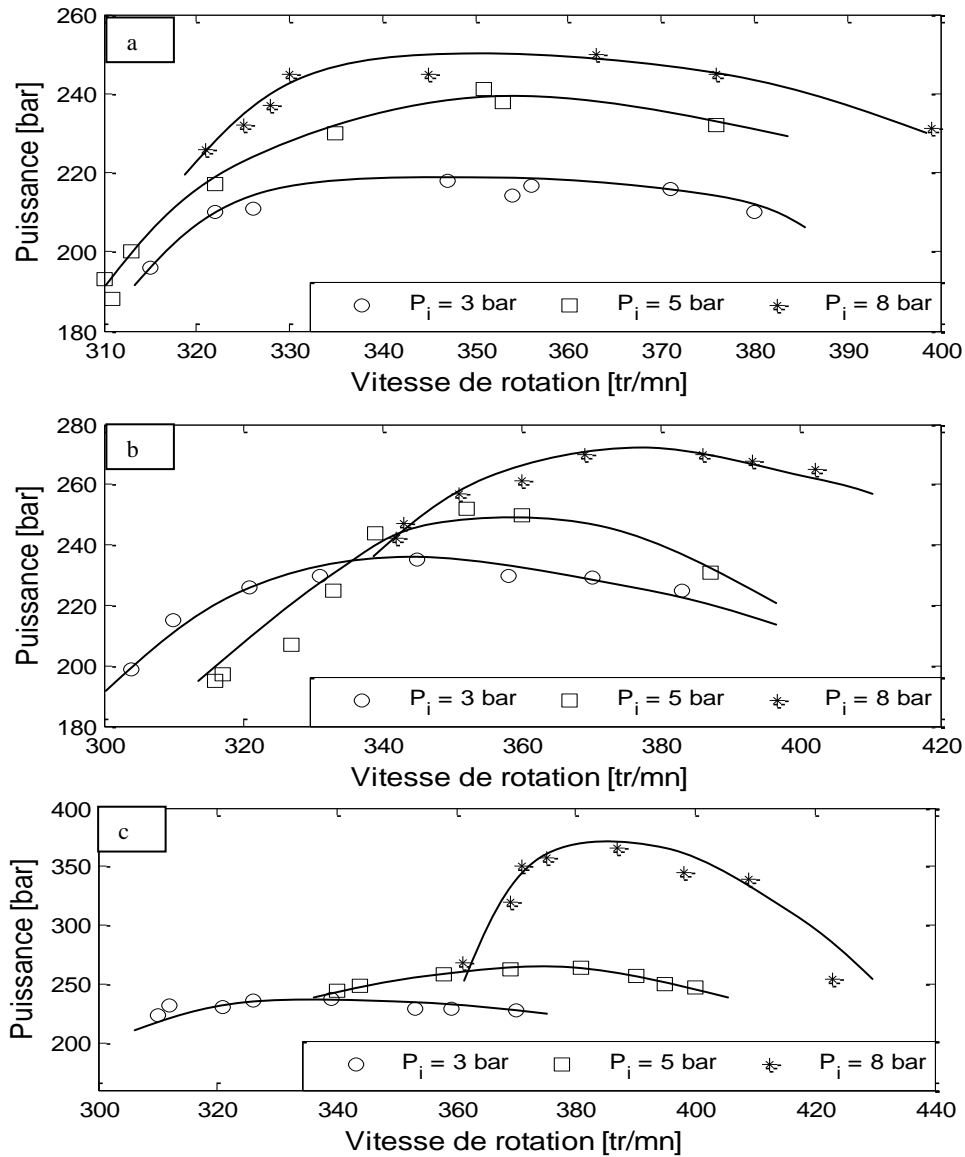 260
a
240
220
200
180
Puissance [bar]
P_i = 3 bar P_i = 5 bar P_i = 8 bar
310 320 330 340 350 360 370 380 390 400
Vitesse de rotation [tr/mn]
280
b
260
240
220
200
180
Puissance [bar]
P_i = 3 bar P_i = 5 bar P_i = 8 bar
300 320 340 360 380 400 420
Vitesse de rotation [tr/mn]
400
c
350
300
250
200
Puissance [bar]
P_i = 3 bar P_i = 5 bar P_i = 8 bar
300 320 340 360 380 400 420 440
Vitesse de rotation [tr/mn]